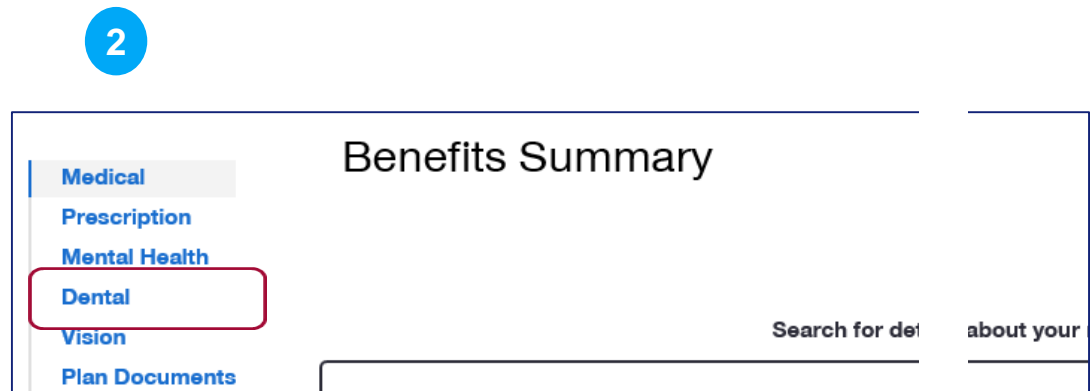 2
Benefits Summary
Medical
Prescription
Mental Health
Dental
Vision
Search for about your
Plan Documents